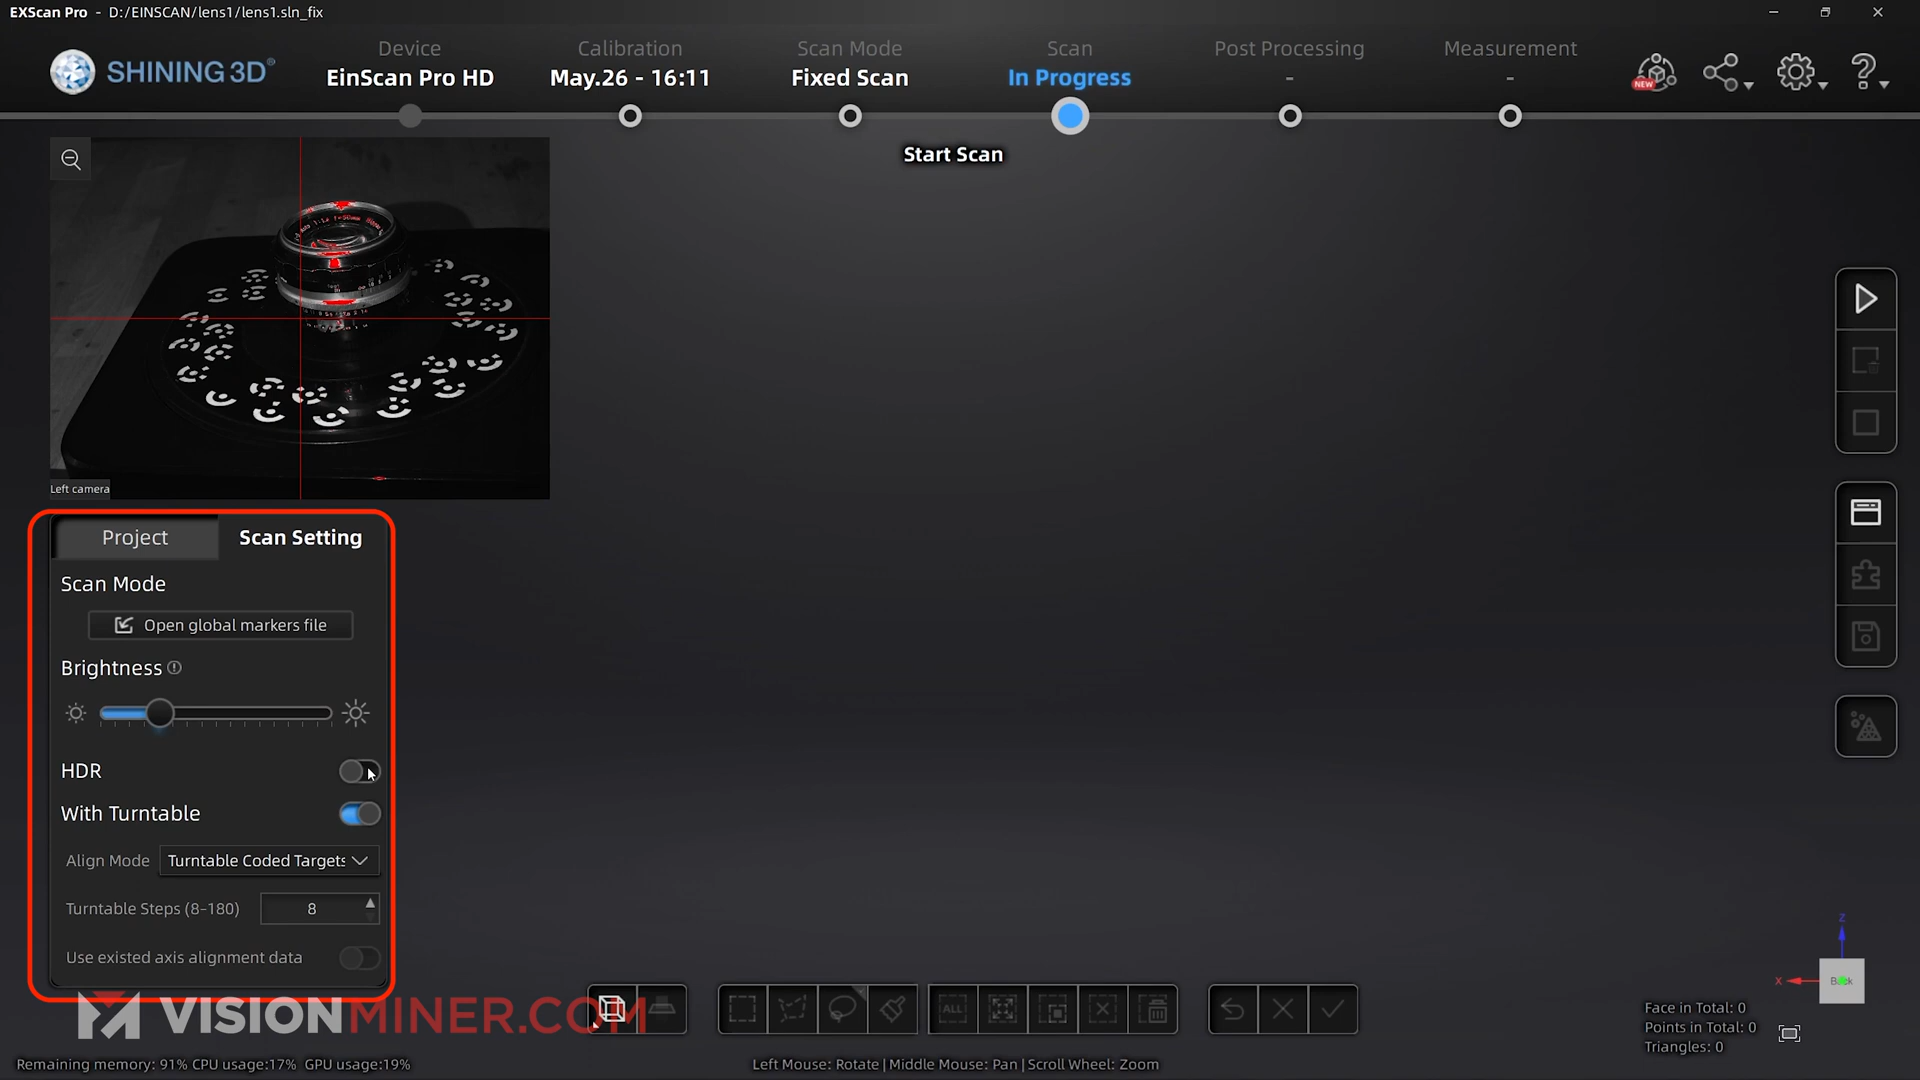 EXScan Pro - D:/EINSCAN/lens1/lens1.sln_fix
SHINING 3D®
Device
EinScan Pro HD
Calibration
May.26 - 16:11
Scan Mode
Fixed Scan
Scan
In Progress
Post Processing
-
Measurement
-
NEW
Start Scan
Left camera
Project
Scan Setting
Scan Mode
Open global markers file
Brightness
HDR
With Turntable
Align Mode
Turntable Coded Targets
Turntable Steps (8-180)
8
Use existed axis alignment data
VISIONMINER.COM
ALL
Z
X
Back
Face in Total: 0
Points in Total: 0
Triangles: 0
Remaining memory: 91% CPU usage:17% GPU usage:19%
Left Mouse: Rotate|Middle Mouse: Pan|Scroll Wheel: Zoom